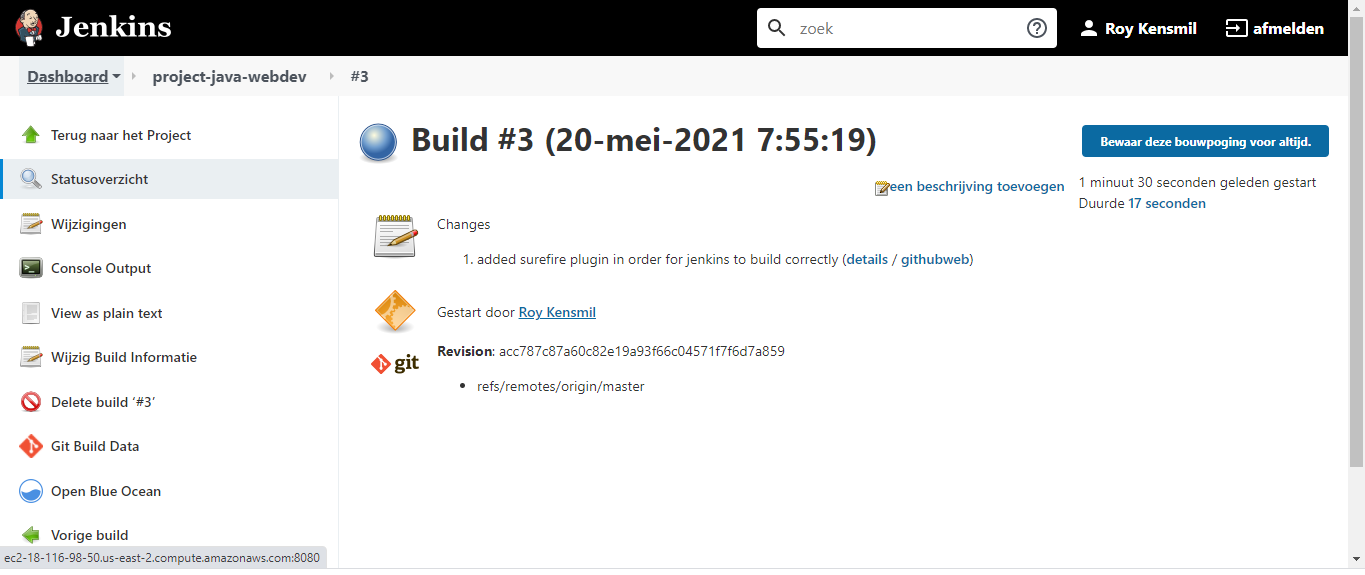 Jenkins
zoek
Roy Kensmil
afmelden
Dashboard
project-java-webdev
#3
Terug naar het Project
Statusoverzicht
Wijzigingen
Console Output
View as plain text
Wijzig Build Informatie
Delete build ‘#3’
Git Build Data
Open Blue Ocean
Vorige build
Build #3 (20-mei-2021 7:55:19)
Bewaar deze bouwpoging voor altijd.
een beschrijving toevoegen
1 minuut 30 seconden geleden gestart
Duurde 17 seconden
Changes
1. added surefire plugin in order for jenkins to build correctly (details / githubweb)
Gestart door Roy Kensmil
git
Revision: acc787c87a60c82e19a93f66c04571f7f6d7a859
• refs/remotes/origin/master
ec2-18-116-98-50.us-east-2.compute.amazonaws.com:8080